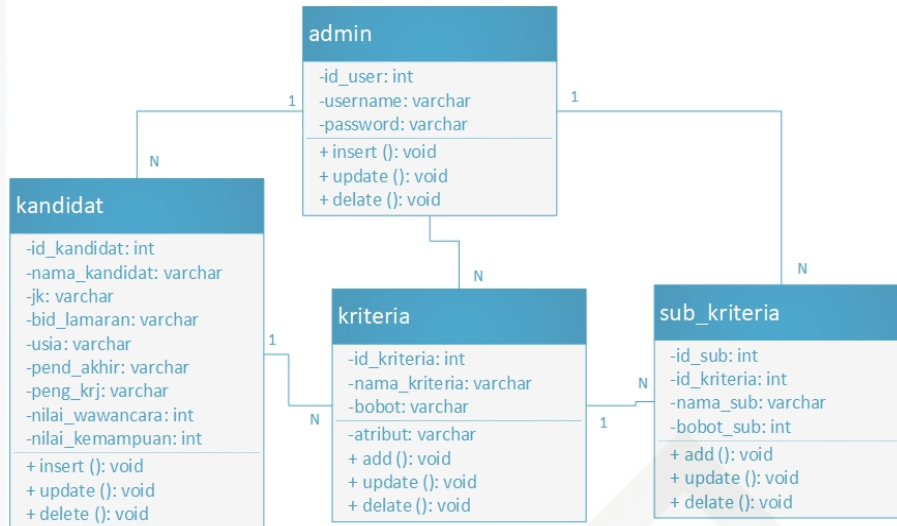 admin
-id_user: int
-username: varchar
-password: varchar
+ insert (): void
+ update (): void
+ delate (): void
1
1
N
N
N
kandidat
-id_kandidat: int
-nama_kandidat: varchar
-jk: varchar
-bid_lamaran: varchar
-usia: varchar
-pend_akhir: varchar
-peng_krj: varchar
-nilai_wawancara: int
-nilai_kemampuan: int
+ insert (): void
+ update (): void
+ delete (): void
1
N
kriteria
-id_kriteria: int
-nama_kriteria: varchar
-bobot: varchar
-atribut: varchar
+ add (): void
+ update (): void
+ delate (): void
N
1
sub_kriteria
-id_sub: int
-id_kriteria: int
-nama_sub: varchar
-bobot_sub: int
+ add (): void
+ update (): void
+ delate (): void